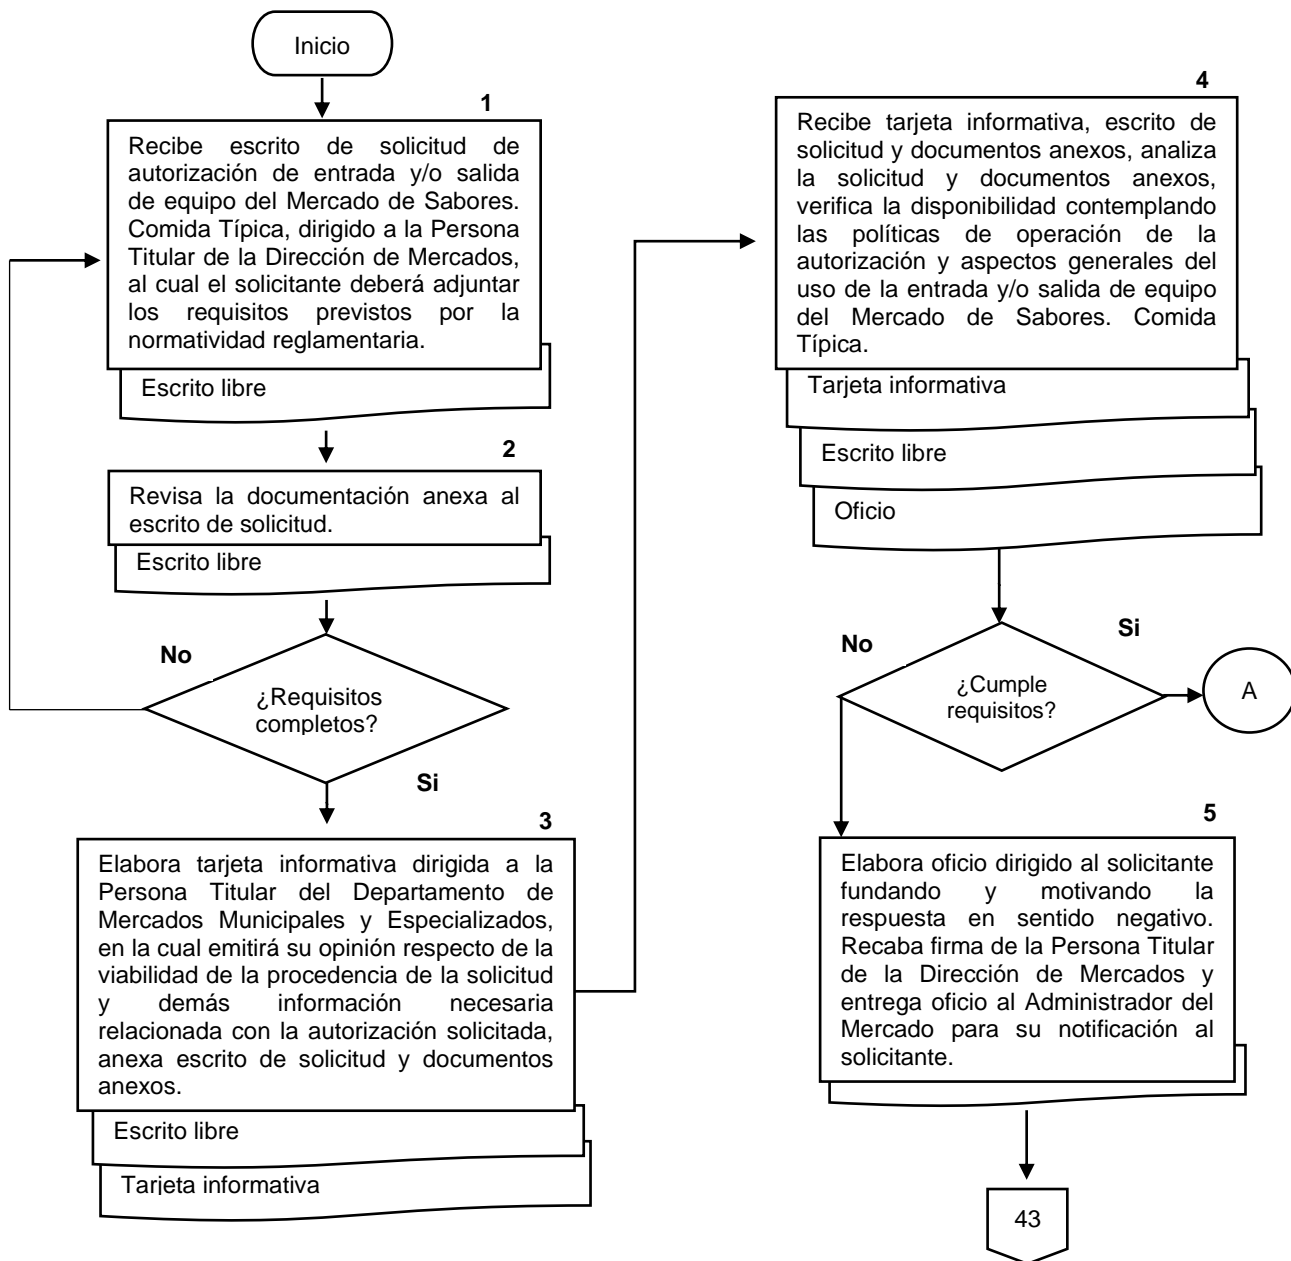 Inicio
1
Recibe escrito de solicitud de
autorización de entrada y/o salida
de equipo del Mercado de Sabores.
Comida Típica, dirigido a la Persona
Titular de la Dirección de Mercados,
al cual el solicitante deberá adjuntar
los requisitos previstos por la
normatividad reglamentaria.
Escrito libre
2
Revisa la documentación anexa al
escrito de solicitud.
Escrito libre
No
¿Requisitos
completos?
Si
3
Elabora tarjeta informativa dirigida a la
Persona Titular del Departamento de
Mercados Municipales y Especializados,
en la cual emitirá su opinión respecto de la
viabilidad de la procedencia de la solicitud
y demás información necesaria
relacionada con la autorización solicitada,
anexa escrito de solicitud y documentos
anexos.
Escrito libre
Tarjeta informativa
4
Recibe tarjeta informativa, escrito de
solicitud y documentos anexos, analiza
la solicitud y documentos anexos,
verifica la disponibilidad contemplando
las políticas de operación de la
autorización y aspectos generales del
uso de la entrada y/o salida de equipo
del Mercado de Sabores. Comida
Típica.
Tarjeta informativa
Escrito libre
Oficio
No
Si
¿Cumple
requisitos?
A
5
Elabora oficio dirigido al solicitante
fundando y motivando la
respuesta en sentido negativo.
Recaba firma de la Persona Titular
de la Dirección de Mercados y
entrega oficio al Administrador del
Mercado para su notificación al
solicitante.
43